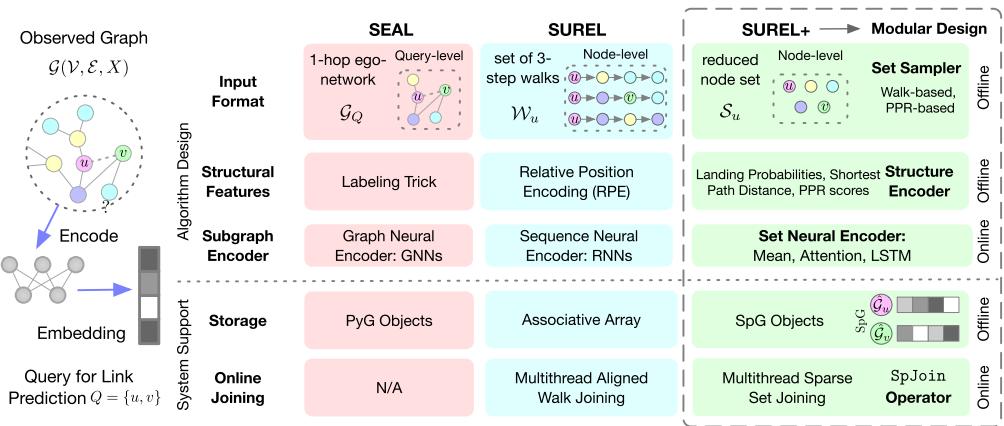 Observed Graph
𝒢(𝒱, ℰ, X)
u
v
?
Encode
Embedding
Query for Link
Prediction Q = {u, v}
Algorithm Design
System Support
SEAL
SUREL
SUREL+
Modular Design
Input
Format
1-hop ego-
network
𝒢_Q
Query-level
u
v
set of 3-
step walks
𝒲_u
Node-level
u
u
v
u
reduced
node set
𝒮_u
Node-level
u
v
Set Sampler
Walk-based,
PPR-based
Offline
Structural
Features
Labeling Trick
Relative Position
Encoding (RPE)
Landing Probabilities, Shortest
Path Distance, PPR scores
Structure
Encoder
Offline
Subgraph
Encoder
Graph Neural
Encoder: GNNs
Sequence Neural
Encoder: RNNs
Set Neural Encoder:
Mean, Attention, LSTM
Online
Storage
PyG Objects
Associative Array
SpG Objects
SpG
𝒢̂_u
𝒢̂_v
Offline
Online
Joining
N/A
Multithread Aligned
Walk Joining
Multithread Sparse
Set Joining
SpJoin
Operator
Online